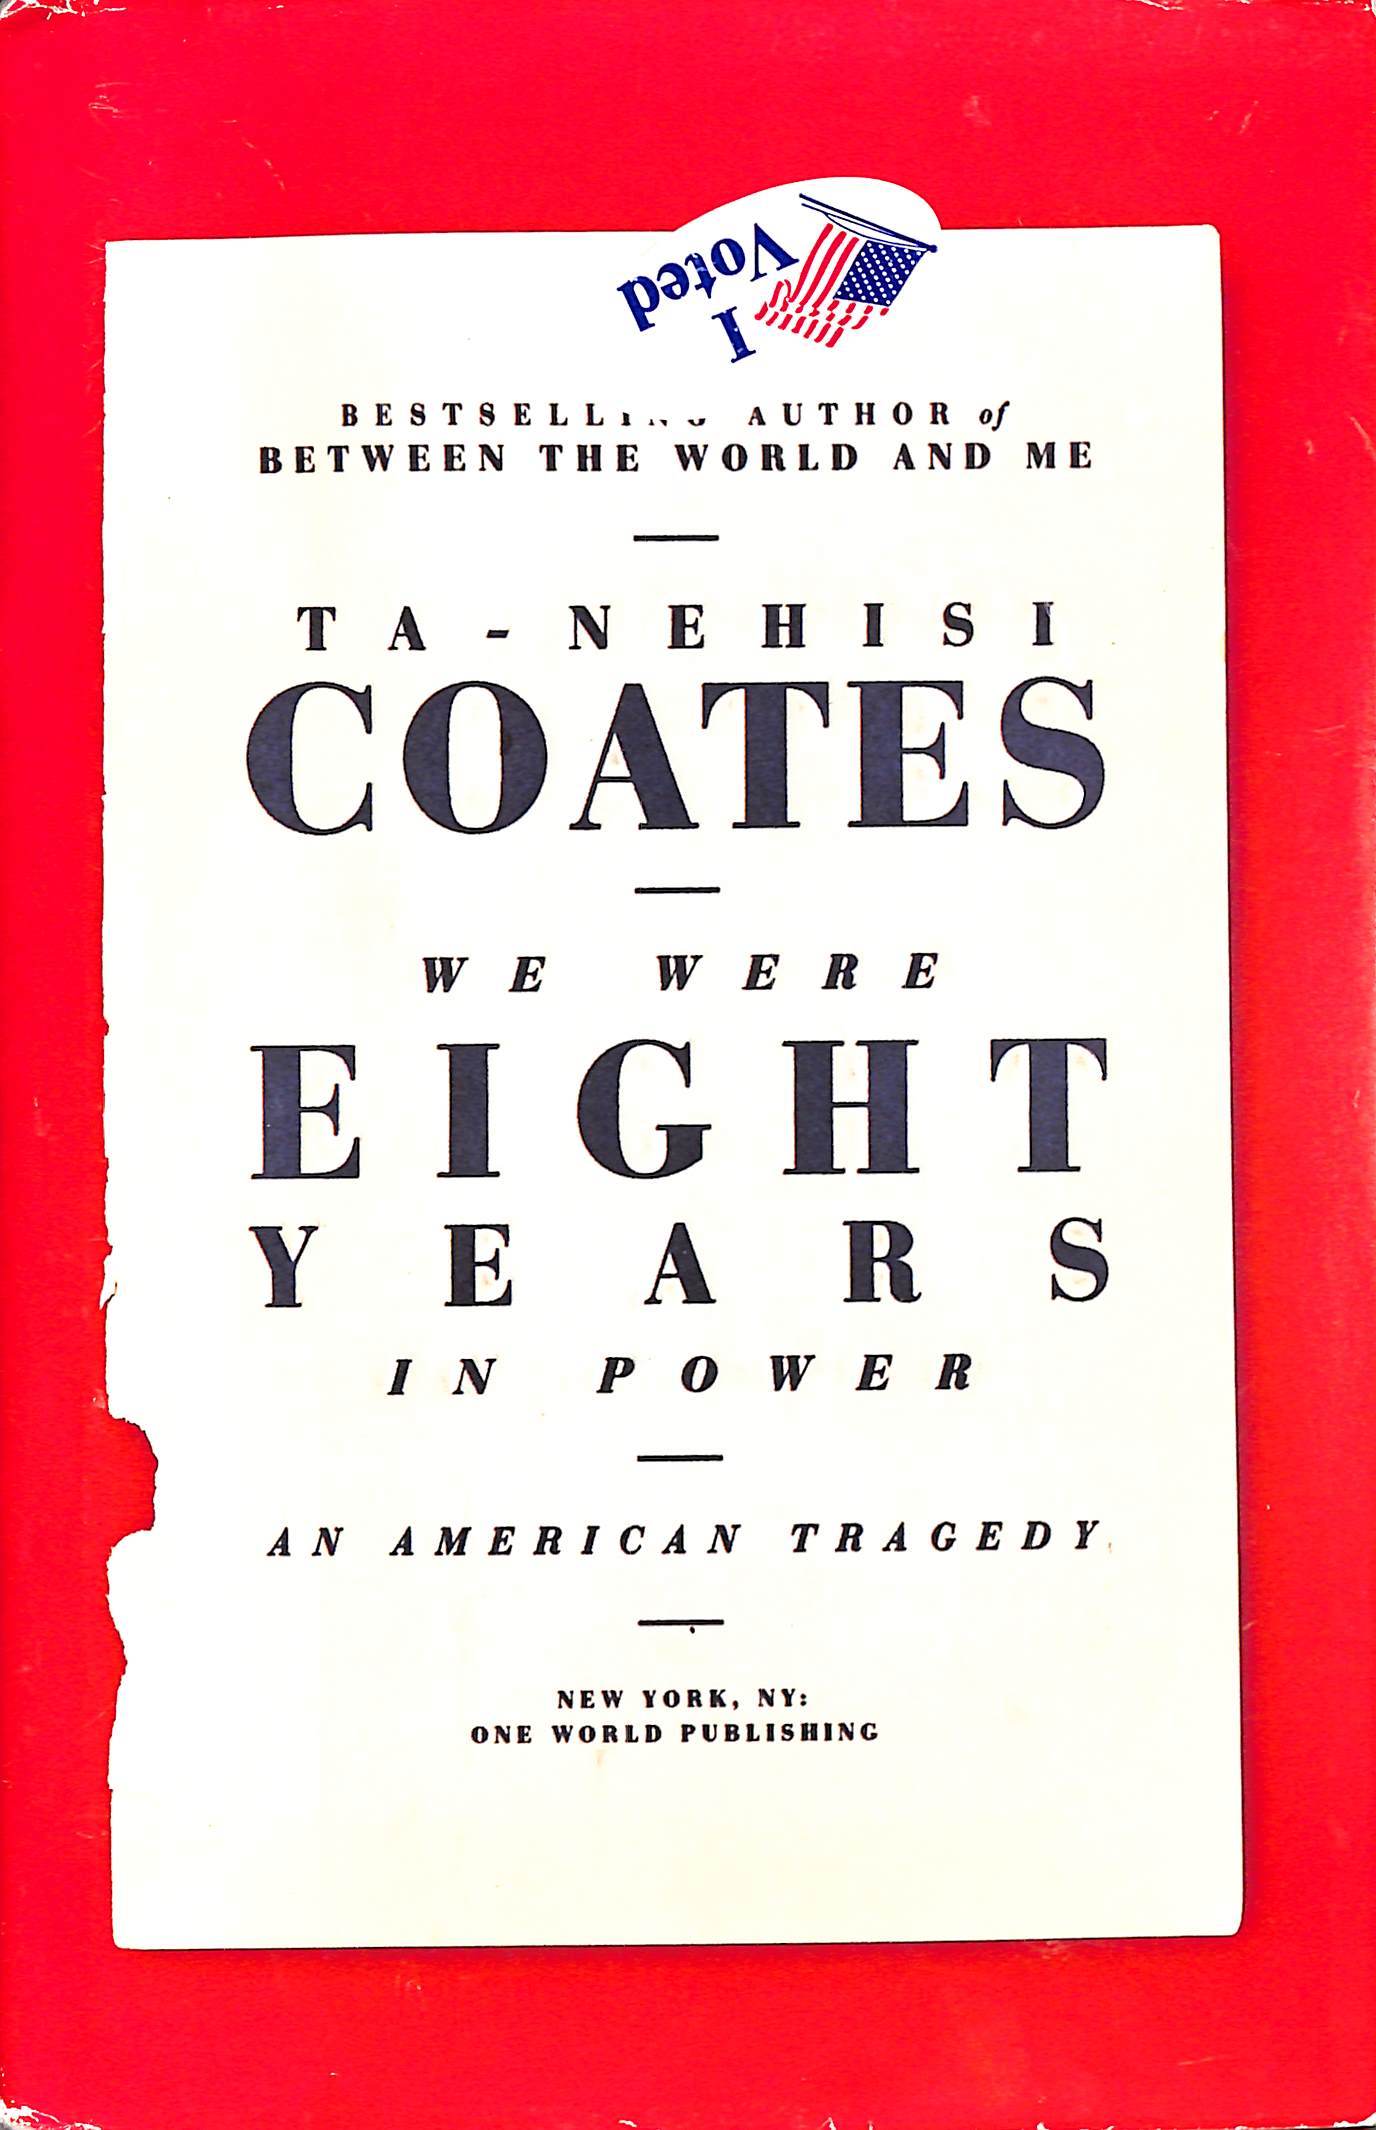 I
Voted
BESTSELLING AUTHOR of
BETWEEN THE WORLD AND ME
TA-NEHISI
COATES
WE WERE
EIGHT
YEARS
IN POWER
AN AMERICAN TRAGEDY
NEW YORK, NY:
ONE WORLD PUBLISHING